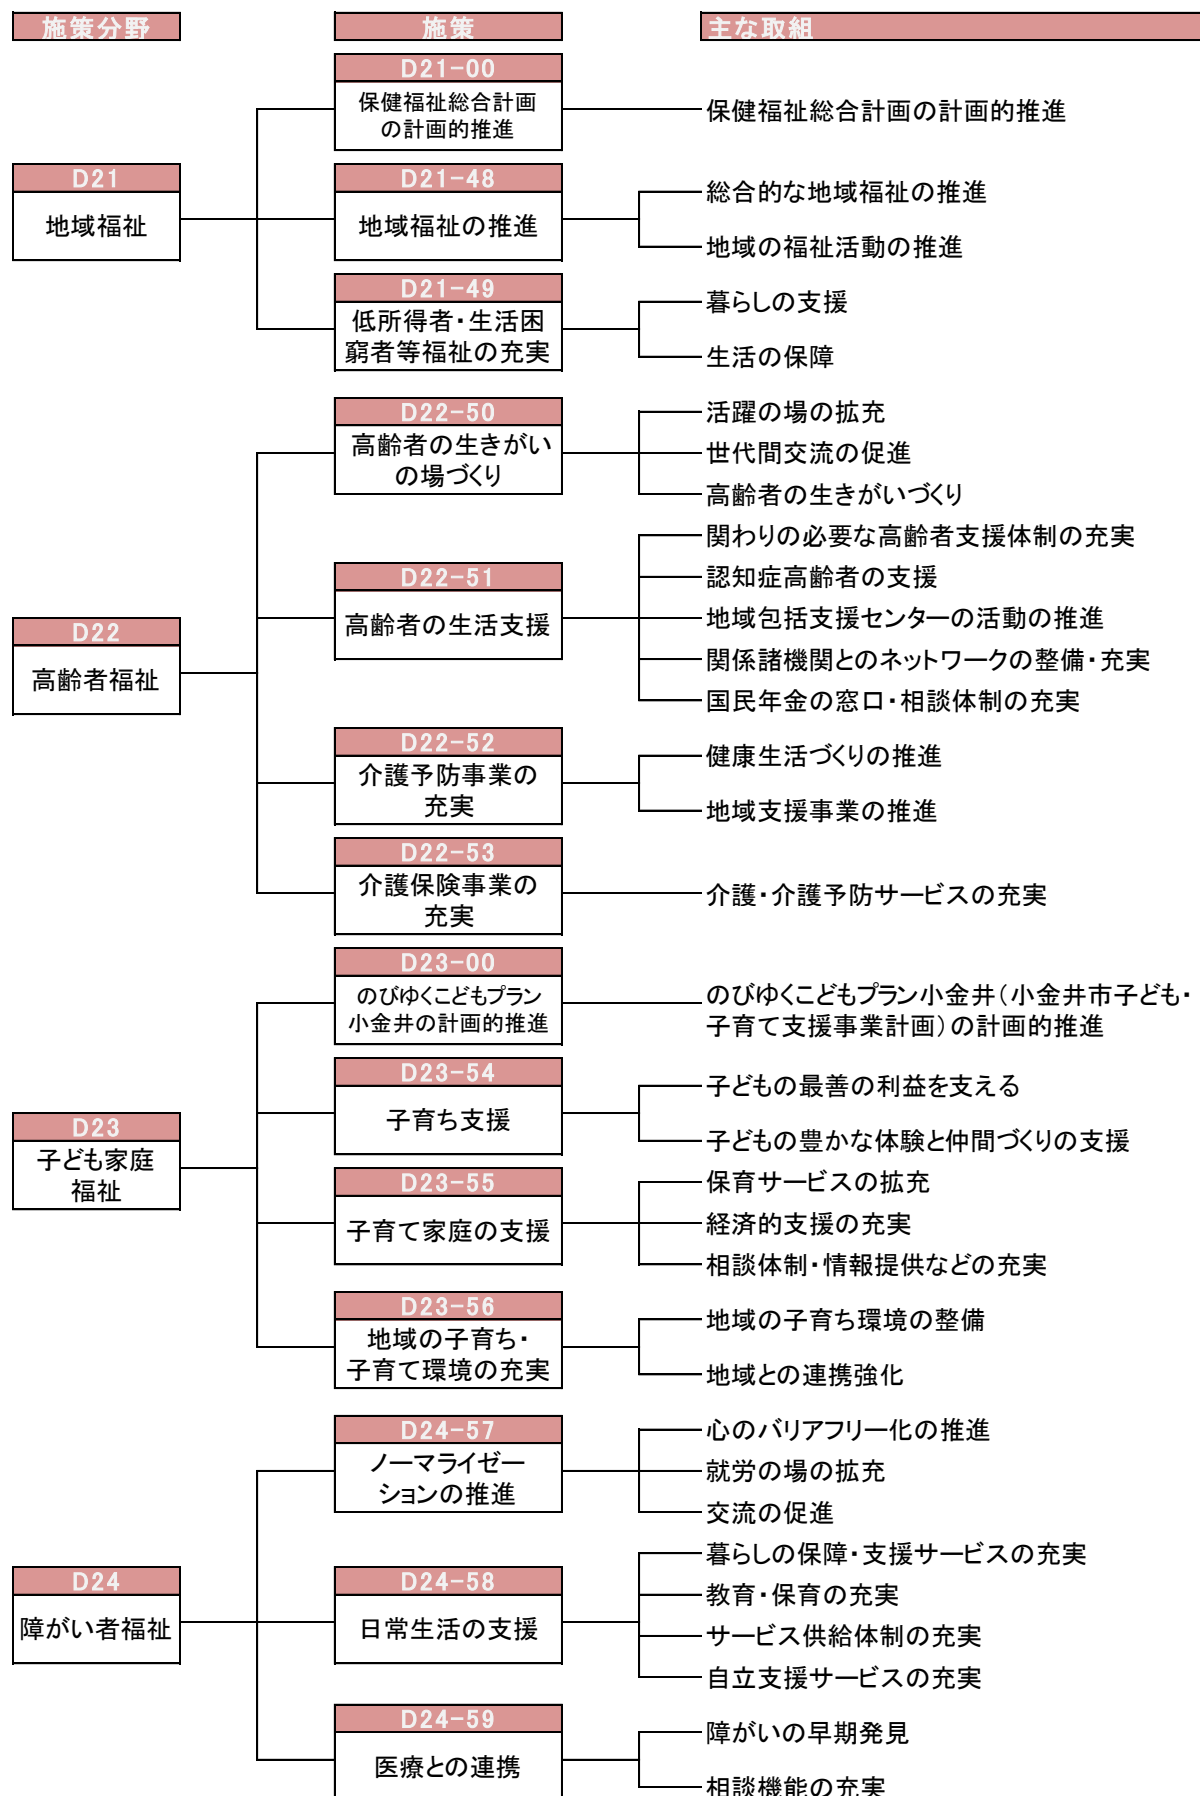 施策分野
施策
主な取組
D21-00
保健福祉総合計画
の計画的推進
保健福祉総合計画の計画的推進
D21
地域福祉
D21-48
地域福祉の推進
総合的な地域福祉の推進
地域の福祉活動の推進
D21-49
低所得者・生活困
窮者等福祉の充実
暮らしの支援
生活の保障
D22-50
高齢者の生きがい
の場づくり
活躍の場の拡充
世代間交流の促進
高齢者の生きがいづくり
D22
高齢者福祉
D22-51
高齢者の生活支援
関わりの必要な高齢者支援体制の充実
認知症高齢者の支援
地域包括支援センターの活動の推進
関係諸機関とのネットワークの整備・充実
国民年金の窓口・相談体制の充実
D22-52
介護予防事業の
充実
健康生活づくりの推進
地域支援事業の推進
D22-53
介護保険事業の
充実
介護・介護予防サービスの充実
D23-00
のびゆくこどもプラン
小金井の計画的推進
のびゆくこどもプラン小金井（小金井市子ども・
子育て支援事業計画）の計画的推進
D23
子ども家庭
福祉
D23-54
子育ち支援
子どもの最善の利益を支える
子どもの豊かな体験と仲間づくりの支援
D23-55
子育て家庭の支援
保育サービスの拡充
経済的支援の充実
相談体制・情報提供などの充実
D23-56
地域の子育ち・
子育て環境の充実
地域の子育ち環境の整備
地域との連携強化
D24-57
ノーマライゼー
ションの推進
心のバリアフリー化の推進
就労の場の拡充
交流の促進
D24
障がい者福祉
D24-58
日常生活の支援
暮らしの保障・支援サービスの充実
教育・保育の充実
サービス供給体制の充実
自立支援サービスの充実
D24-59
医療との連携
障がいの早期発見
相談機能の充実